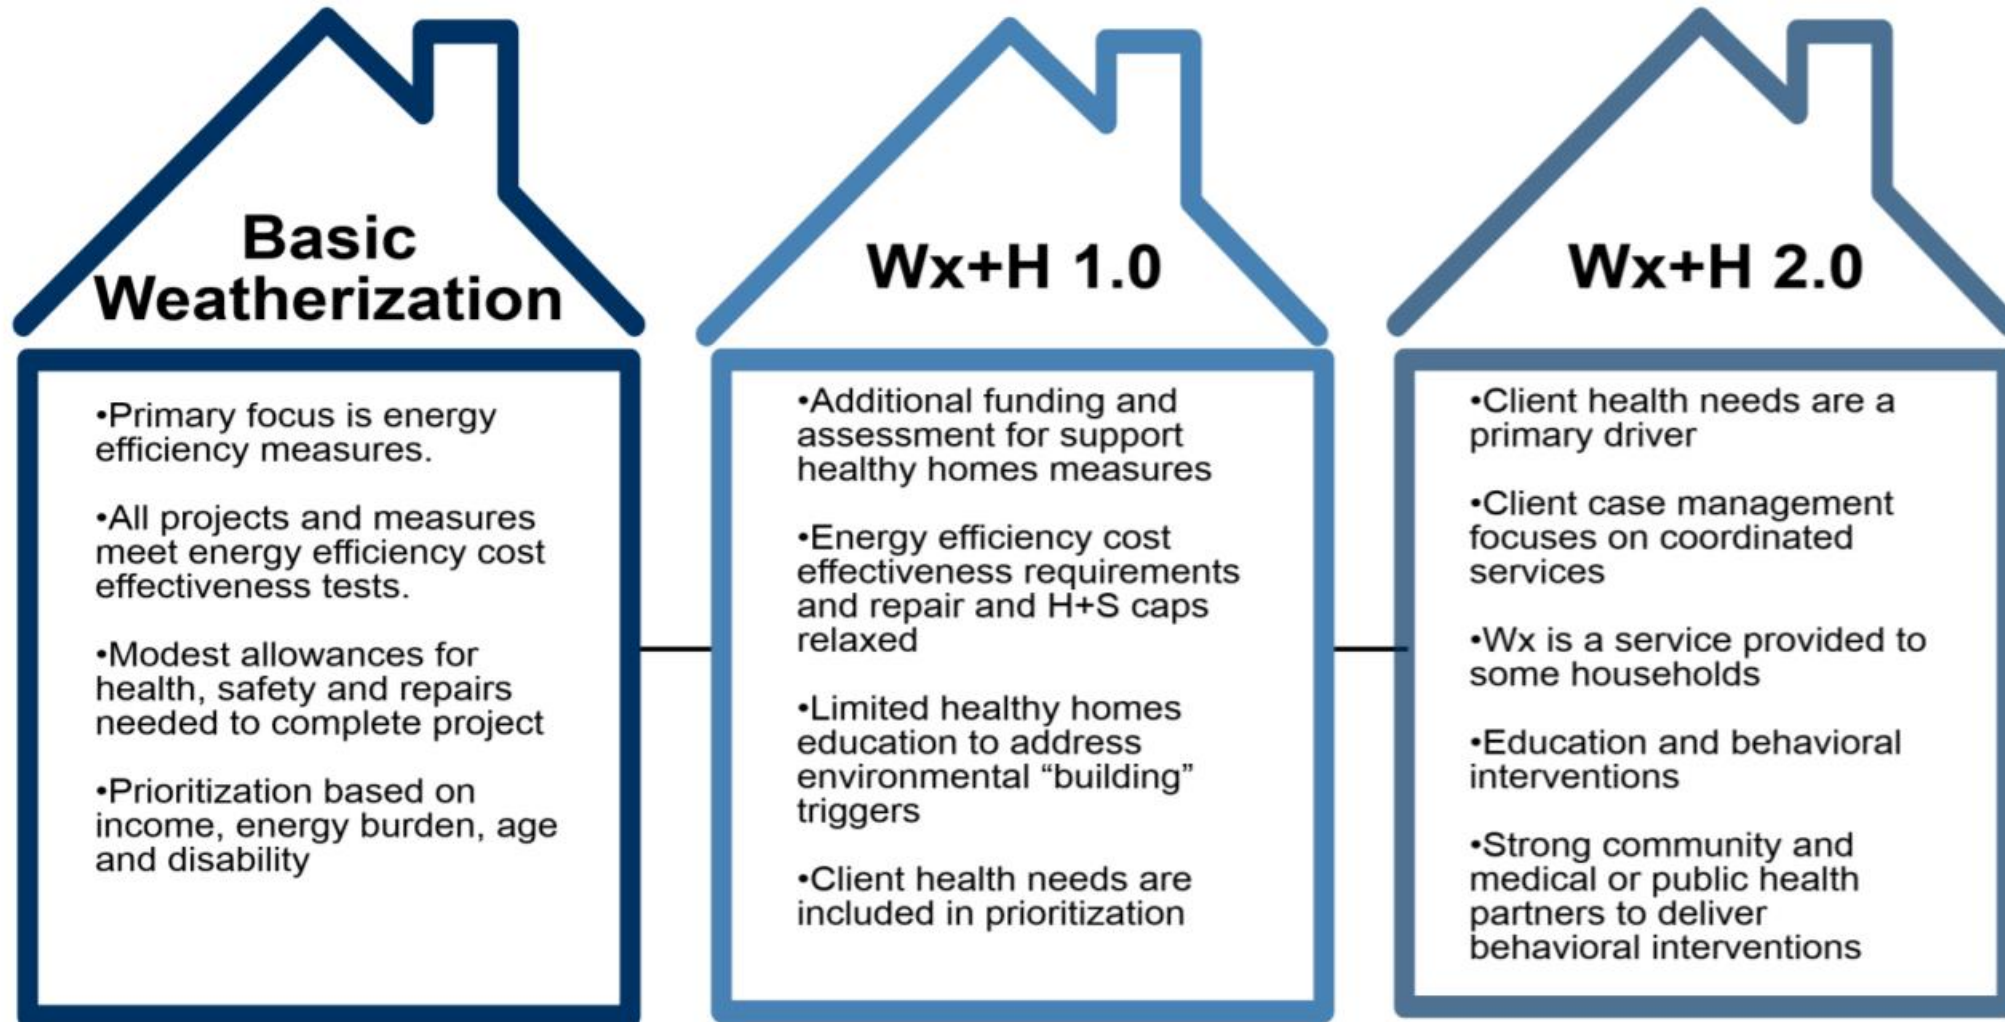 Basic
Weatherization
•Primary focus is energy
efficiency measures.
•All projects and measures
meet energy efficiency cost
effectiveness tests.
•Modest allowances for
health, safety and repairs
needed to complete project
•Prioritization based on
income, energy burden, age
and disability
Wx+H 1.0
•Additional funding and
assessment for support
healthy homes measures
•Energy efficiency cost
effectiveness requirements
and repair and H+S caps
relaxed
•Limited healthy homes
education to address
environmental “building”
triggers
•Client health needs are
included in prioritization
Wx+H 2.0
•Client health needs are a
primary driver
•Client case management
focuses on coordinated
services
•Wx is a service provided to
some households
•Education and behavioral
interventions
•Strong community and
medical or public health
partners to deliver
behavioral interventions